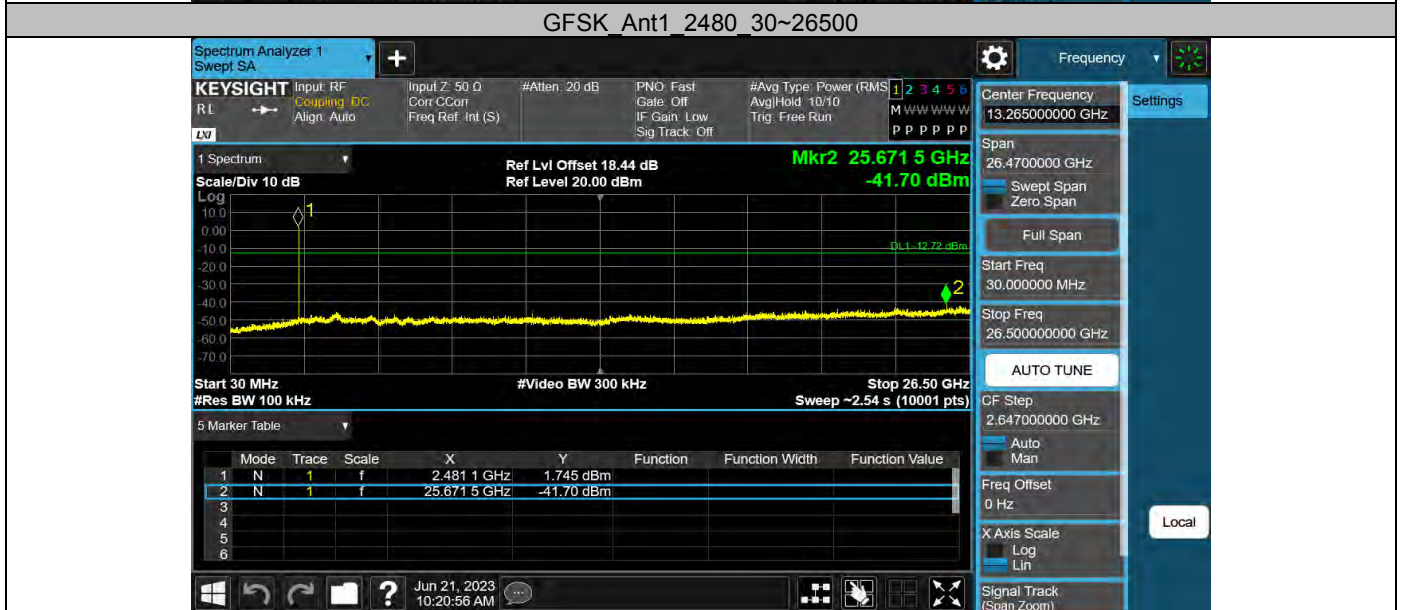 GFSK_Ant1_2480_30~26500
Spectrum Analyzer 1
Swept SA
+
Frequency
KEYSIGHT
RL
LXI
Input: RF
Coupling: DC
Align: Auto
Input Z: 50 Ω
Corr CCorr
Freq Ref: Int (S)
#Atten: 20 dB
PNO: Fast
Gate: Off
IF Gain: Low
Sig Track: Off
#Avg Type: Power (RMS
Avg|Hold: 10/10
Trig: Free Run
1 2 3 4 5 6
M W W W W W
P P P P P P
1 Spectrum
Scale/Div 10 dB
Ref Lvl Offset 18.44 dB
Ref Level 20.00 dBm
Mkr2 25.671 5 GHz
-41.70 dBm
Log
10.0
0.00
-10.0
-20.0
-30.0
-40.0
-50.0
-60.0
-70.0
1
DL1 -12.72 dBm
2
Start 30 MHz
#Res BW 100 kHz
#Video BW 300 kHz
Stop 26.50 GHz
Sweep ~2.54 s (10001 pts)
5 Marker Table
Mode Trace Scale X Y Function Function Width Function Value
1 N 1 f 2.481 1 GHz 1.745 dBm
2 N 1 f 25.671 5 GHz -41.70 dBm
3
4
5
6
?
Jun 21, 2023
10:20:56 AM
Center Frequency
13.265000000 GHz
Settings
Span
26.4700000 GHz
Swept Span
Zero Span
Full Span
Start Freq
30.000000 MHz
Stop Freq
26.500000000 GHz
AUTO TUNE
CF Step
2.647000000 GHz
Auto
Man
Freq Offset
0 Hz
X Axis Scale
Log
Lin
Local
Signal Track
(Span Zoom)